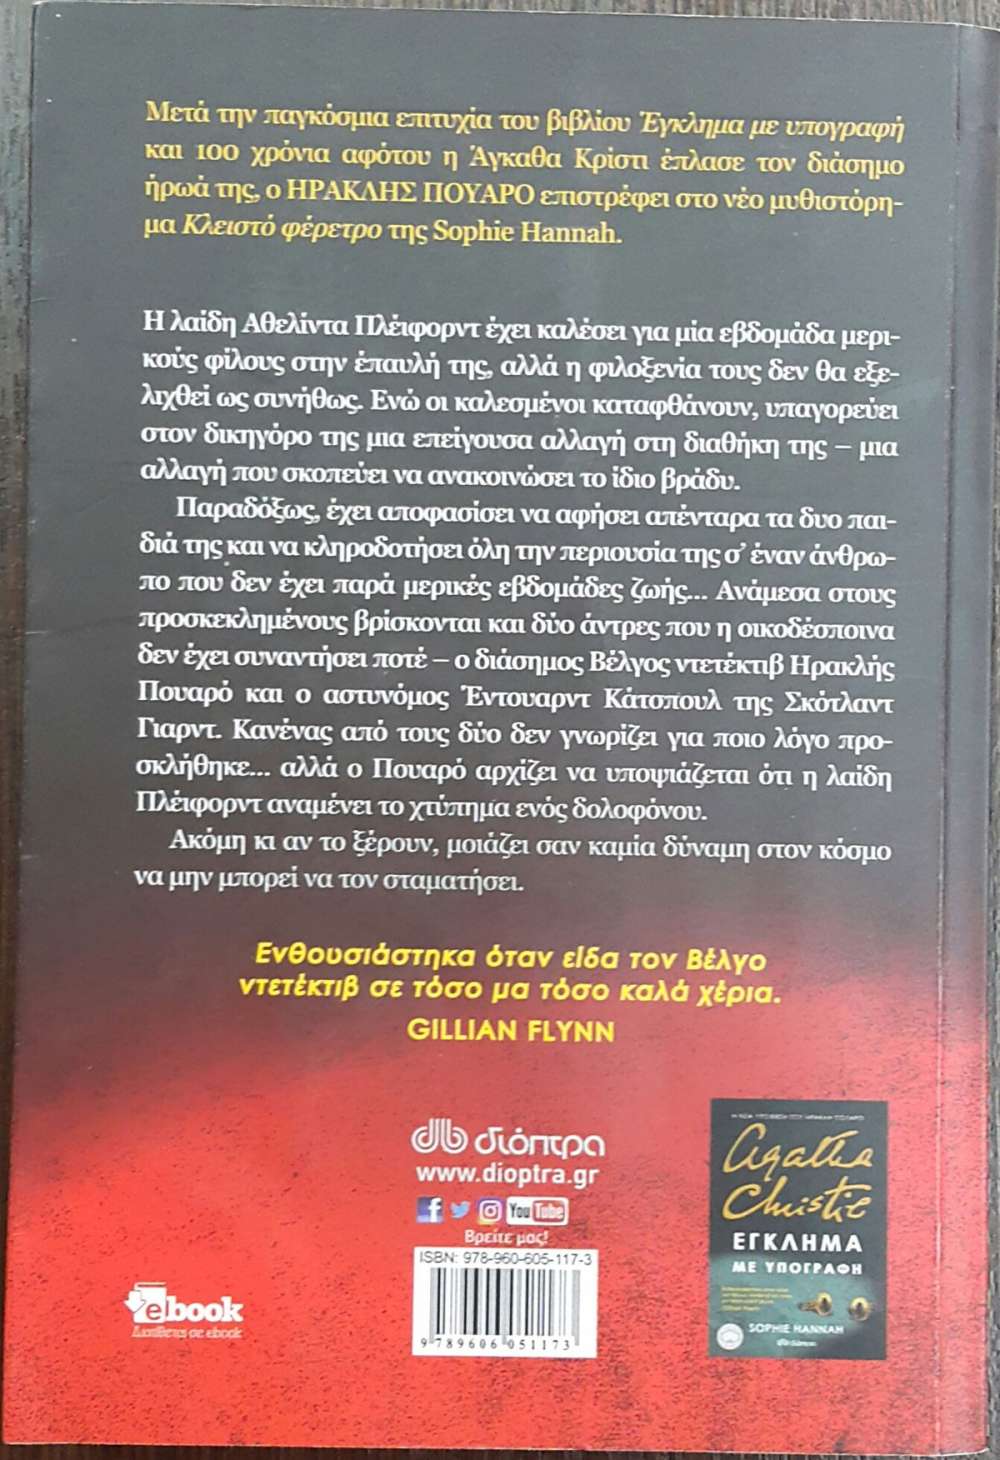 Μετά την παγκόσμια επιτυχία του βιβλίου Έγκλημα με υπογραφή
και 100 χρόνια αφότου η Άγκαθα Κρίστι έπλασε τον διάσημο
ήρωά της, ο ΗΡΑΚΛΗΣ ΠΟΥΑΡΟ επιστρέφει στο νέο μυθιστόρη-
μα Κλειστό φέρετρο της Sophie Hannah.
Η λαίδη Αθελίντα Πλέιφορντ έχει καλέσει για μία εβδομάδα μερι-
κούς φίλους στην έπαυλή της, αλλά η φιλοξενία τους δεν θα εξε-
λιχθεί ως συνήθως. Ενώ οι καλεσμένοι καταφθάνουν, υπαγορεύει
στον δικηγόρο της μια επείγουσα αλλαγή στη διαθήκη της – μια
αλλαγή που σκοπεύει να ανακοινώσει το ίδιο βράδυ.
Παραδόξως, έχει αποφασίσει να αφήσει απένταρα τα δυο παι-
διά της και να κληροδοτήσει όλη την περιουσία της σ’ έναν άνθρω-
πο που δεν έχει παρά μερικές εβδομάδες ζωής... Ανάμεσα στους
προσκεκλημένους βρίσκονται και δύο άντρες που η οικοδέσποινα
δεν έχει συναντήσει ποτέ – ο διάσημος Βέλγος ντετέκτιβ Ηρακλής
Πουαρό και ο αστυνόμος Έντουαρντ Κάτσπουλ της Σκότλαντ
Γιαρντ. Κανένας από τους δύο δεν γνωρίζει για ποιο λόγο προ-
σκλήθηκε... αλλά ο Πουαρό αρχίζει να υποψιάζεται ότι η λαίδη
Πλέιφορντ αναμένει το χτύπημα ενός δολοφόνου.
Ακόμη κι αν το ξέρουν, μοιάζει σαν καμία δύναμη στον κόσμο
να μην μπορεί να τον σταματήσει.
Ενθουσιάστηκα όταν είδα τον Βέλγο
ντετέκτιβ σε τόσο μα τόσο καλά χέρια.
GILLIAN FLYNN
διόπτρα
www.dioptra.gr
You Tube
Βρείτε μας!
ISBN: 978-960-605-117-3
9 789606 051173
ebook
Διατίθεται σε ebook
Agatha
Christie
ΕΓΚΛΗΜΑ
ΜΕ ΥΠΟΓΡΑΦΗ
SOPHIE HANNAH